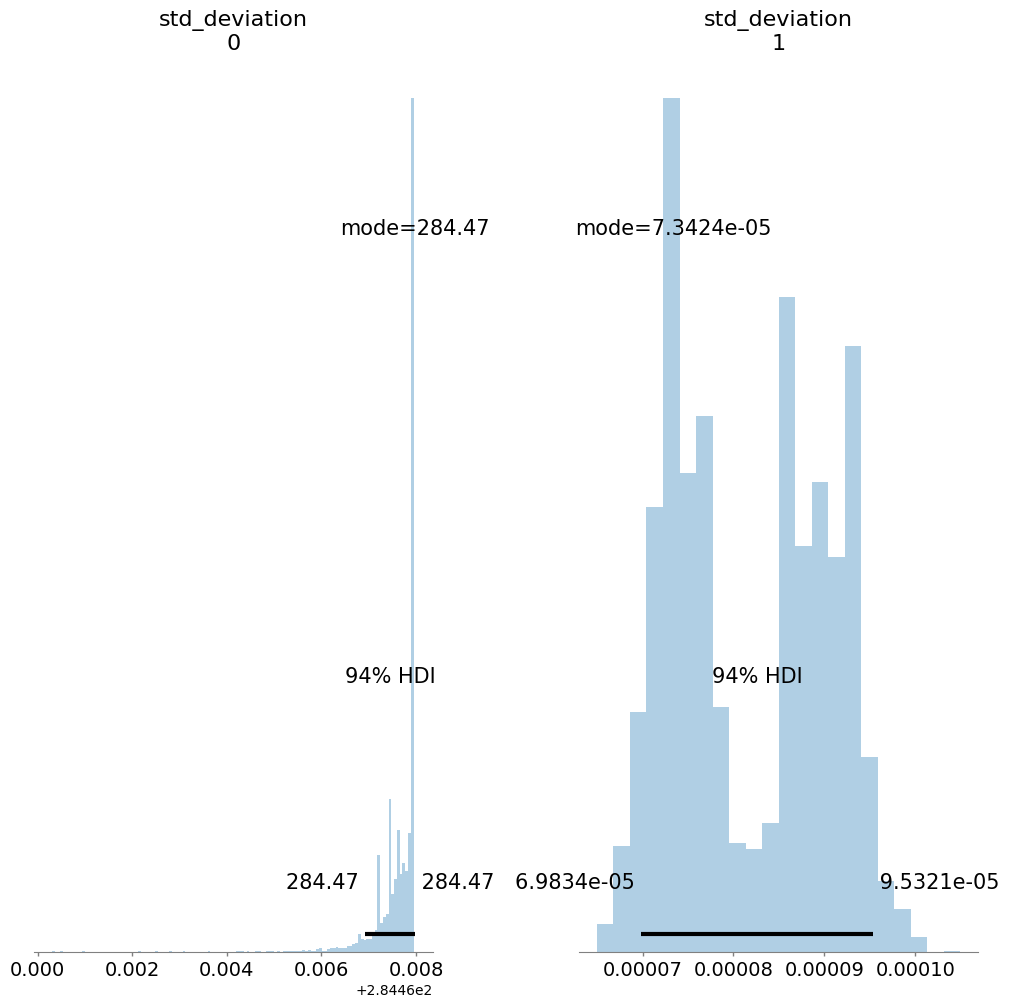 std_deviation
0
mode=284.47
94% HDI
284.47
284.47
0.000
0.002
0.004
0.006
0.008
+2.8446e2
std_deviation
1
mode=7.3424e-05
94% HDI
6.9834e-05
9.5321e-05
0.00007
0.00008
0.00009
0.00010